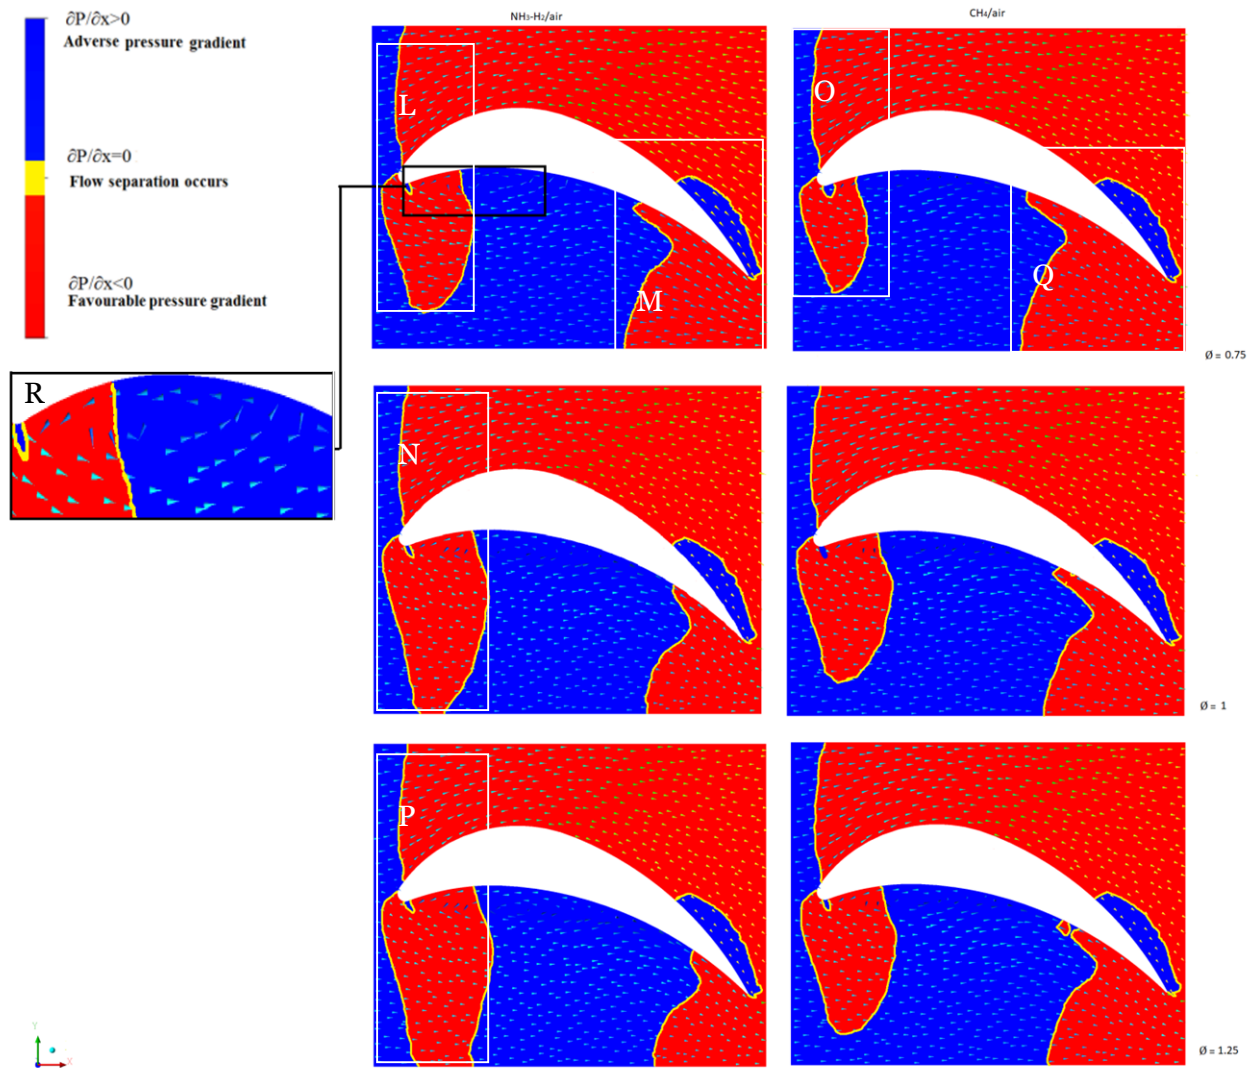 NH₃-H₂/air
CH₄/air
∂P/∂x>0
Adverse pressure gradient
∂P/∂x=0
Flow separation occurs
∂P/∂x<0
Favourable pressure gradient
L
M
O
Q
Ø = 0.75
R
N
Ø = 1
P
Ø = 1.25
Y
X